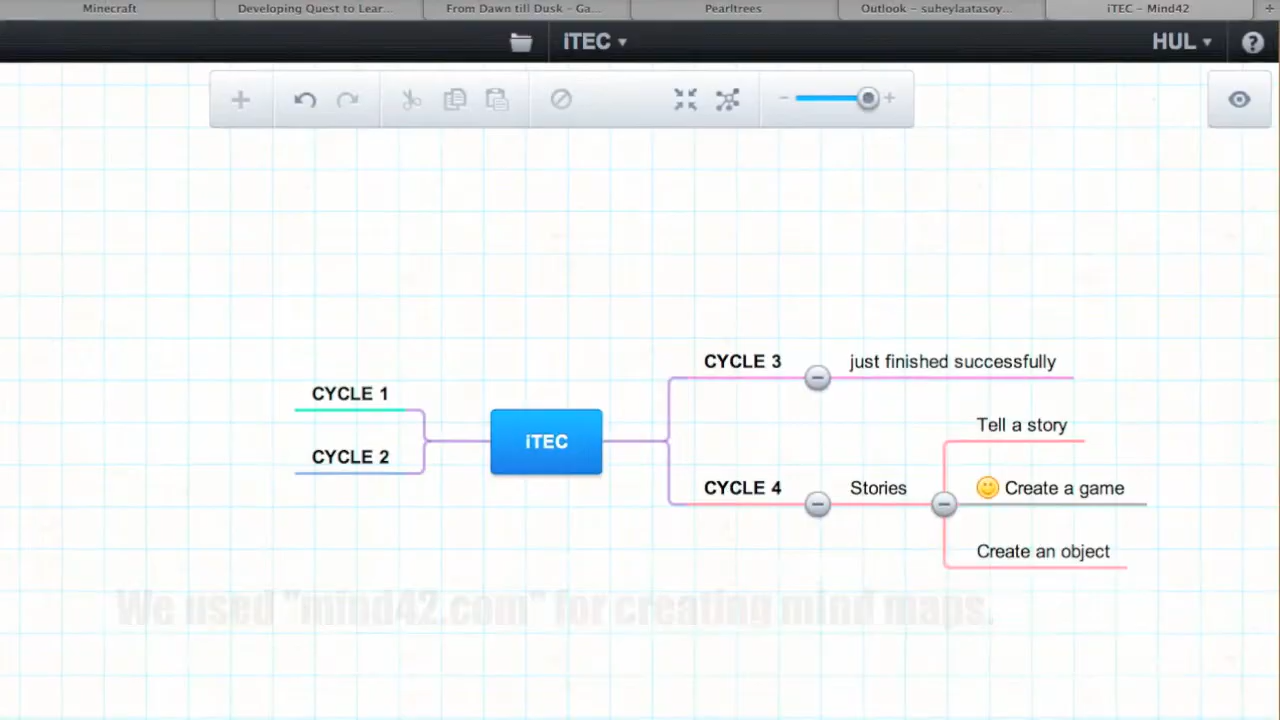 Minecraft
Developing Quest to Lear...
From Dawn till Dusk – Ga...
Pearltrees
Outlook – suheylaatasoy...
iTEC – Mind42
iTEC
HUL
CYCLE 3
just finished successfully
CYCLE 1
Tell a story
iTEC
CYCLE 2
CYCLE 4
Stories
Create a game
Create an object
We used "mind42.com" for creating mind maps.